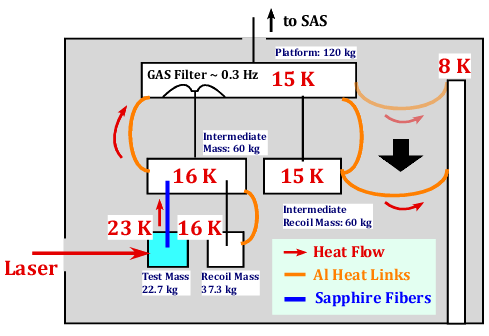 to SAS
Platform: 120 kg
8 K
GAS Filter ~ 0.3 Hz
15 K
Intermediate
Mass: 60 kg
16 K
15 K
23 K
16 K
Intermediate
Recoil Mass: 60 kg
Laser
Test Mass
22.7 kg
Recoil Mass
37.3 kg
Heat Flow
Al Heat Links
Sapphire Fibers